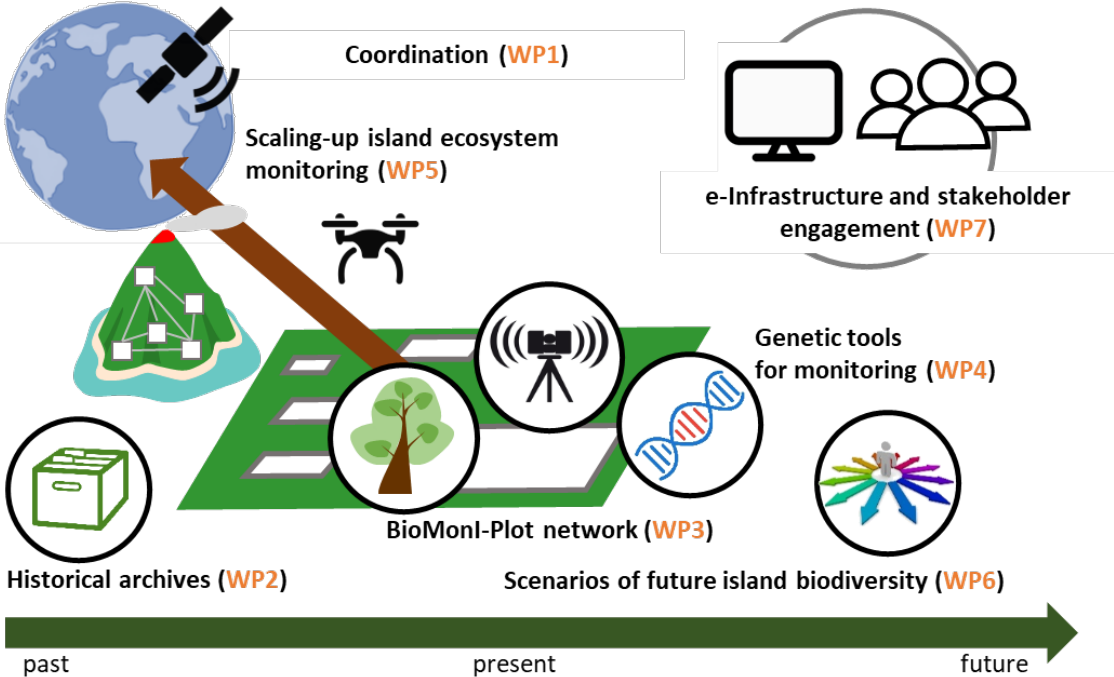 Coordination (WP1)
Scaling-up island ecosystem
monitoring (WP5)
e-Infrastructure and stakeholder
engagement (WP7)
Genetic tools
for monitoring (WP4)
BioMonI-Plot network (WP3)
Historical archives (WP2)
Scenarios of future island biodiversity (WP6)
past
present
future